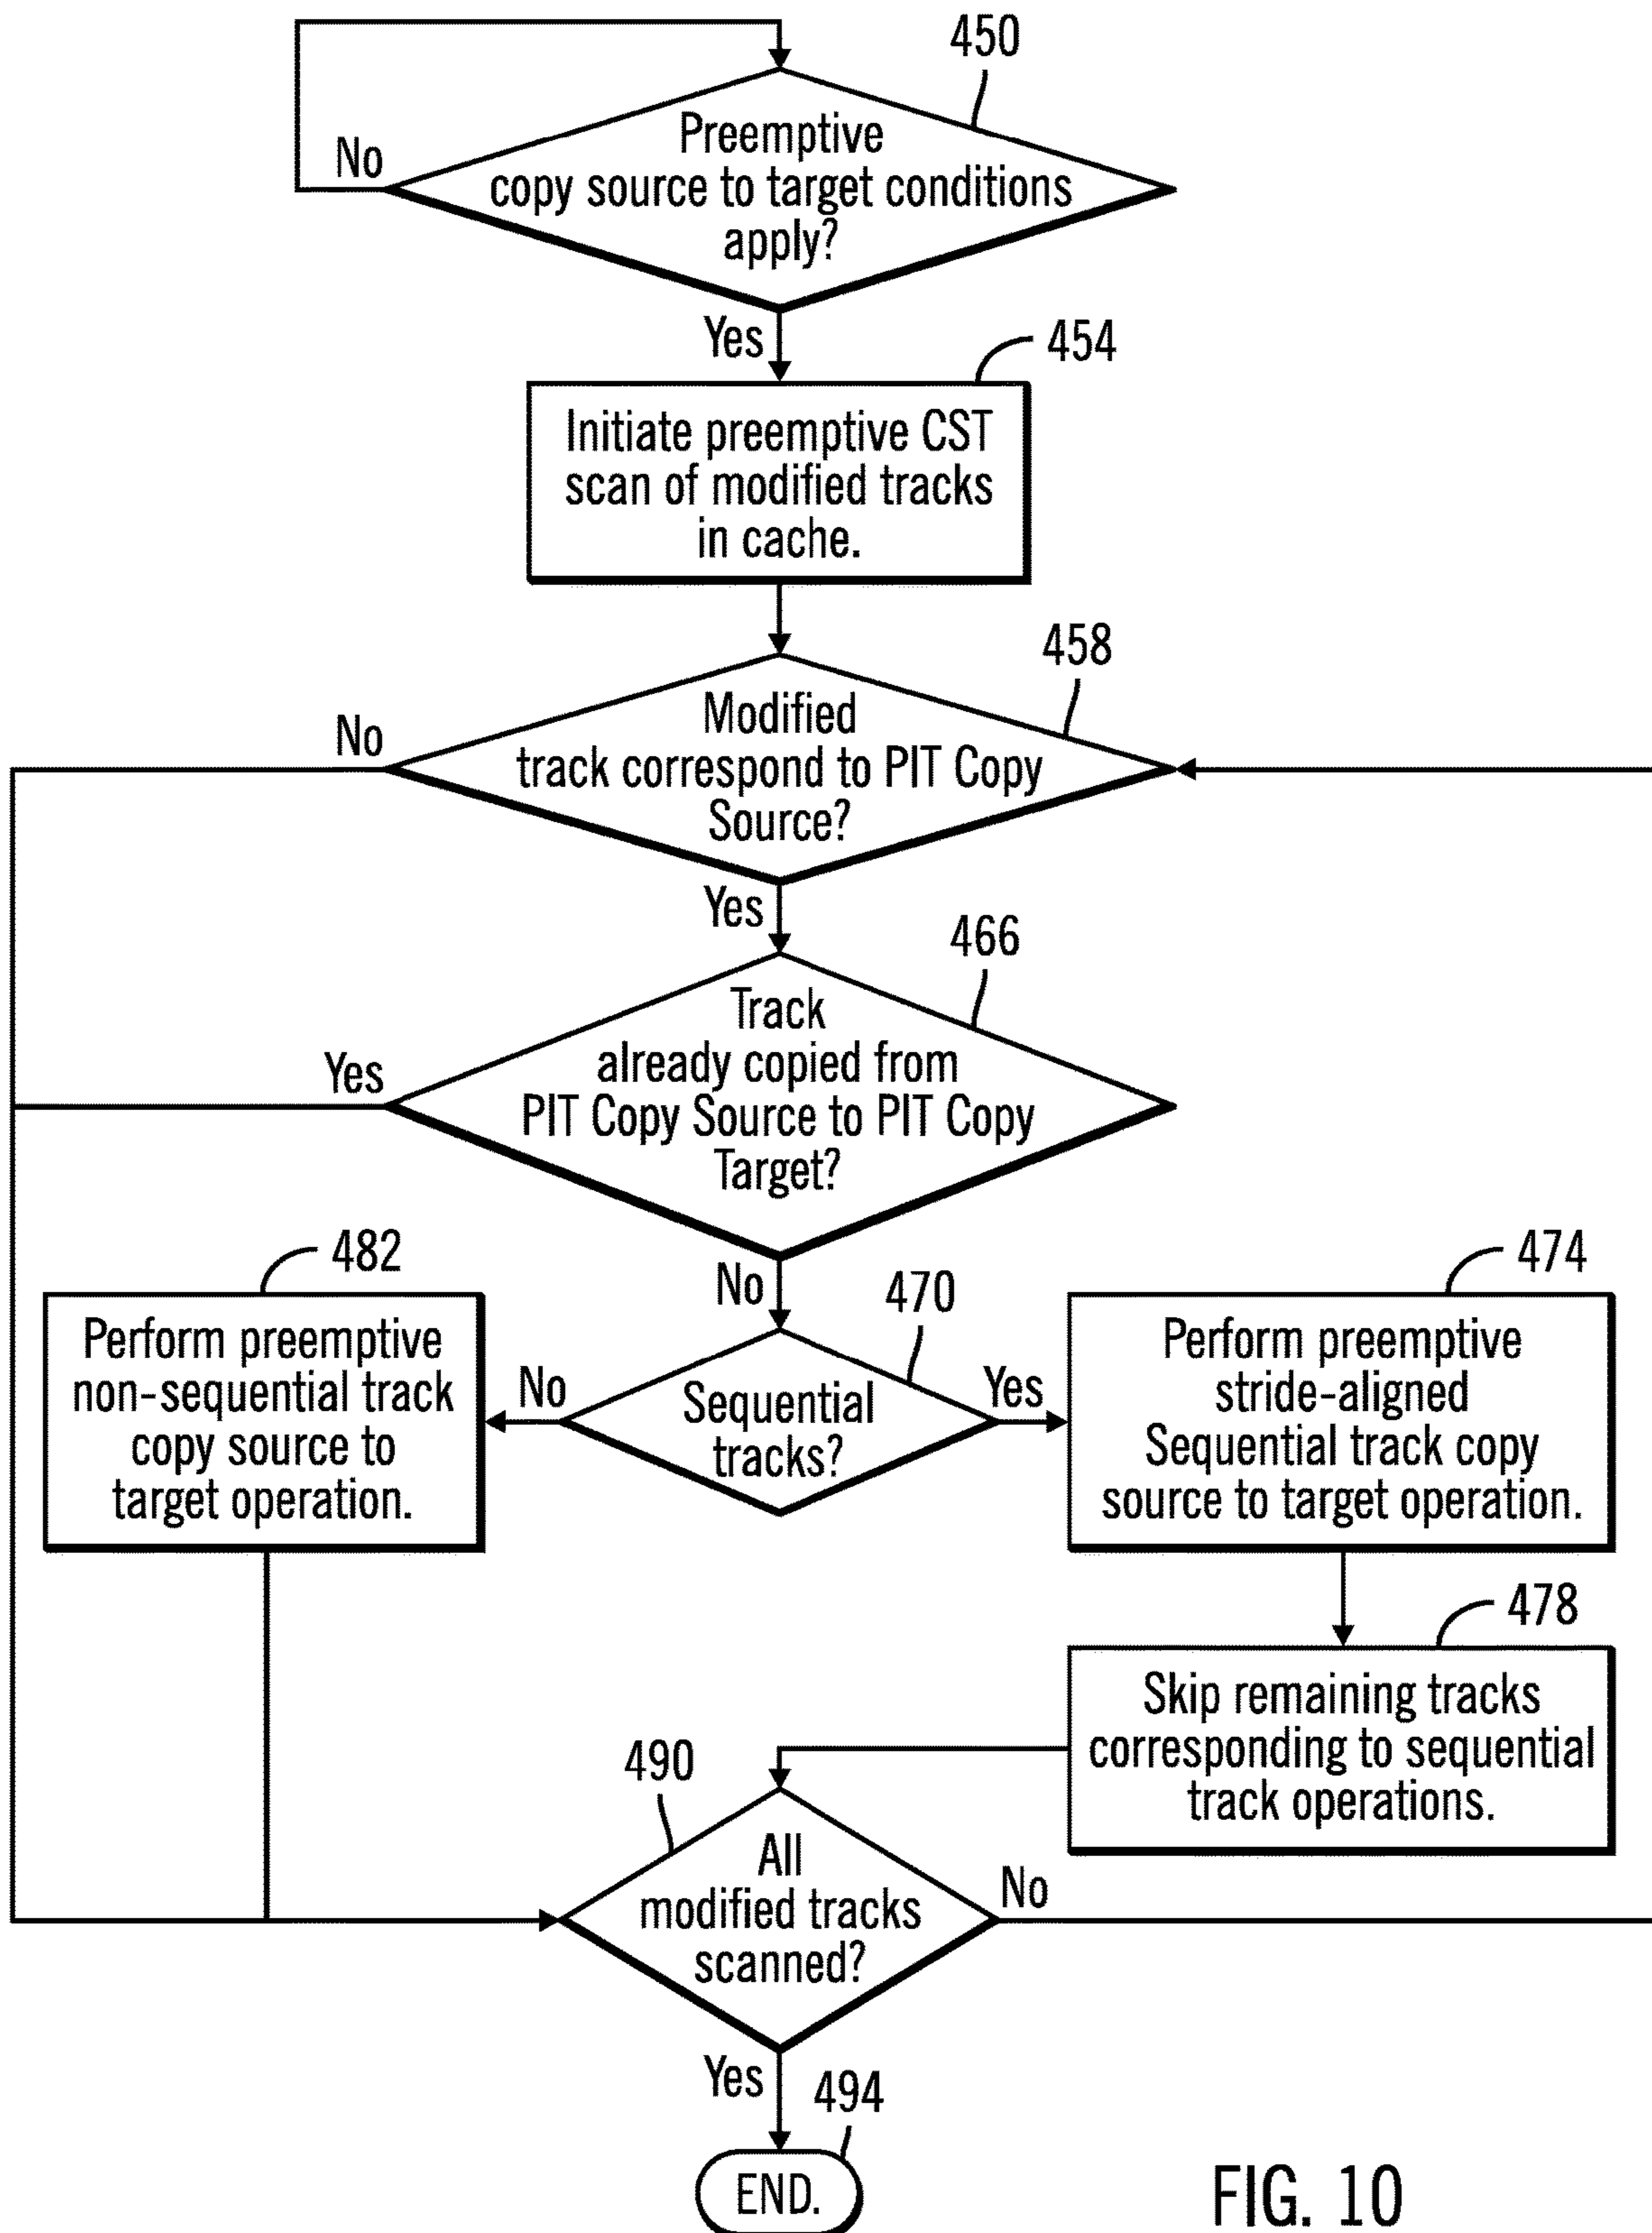 450
Preemptive
copy source to target conditions
apply?
No
Yes
454
Initiate preemptive CST
scan of modified tracks
in cache.
458
Modified
track correspond to PIT Copy
Source?
No
Yes
466
Track
already copied from
PIT Copy Source to PIT Copy
Target?
Yes
No
482
Perform preemptive
non-sequential track
copy source to
target operation.
470
Sequential
tracks?
No
Yes
474
Perform preemptive
stride-aligned
Sequential track copy
source to target operation.
478
Skip remaining tracks
corresponding to sequential
track operations.
490
All
modified tracks
scanned?
No
Yes
494
END.
FIG. 10